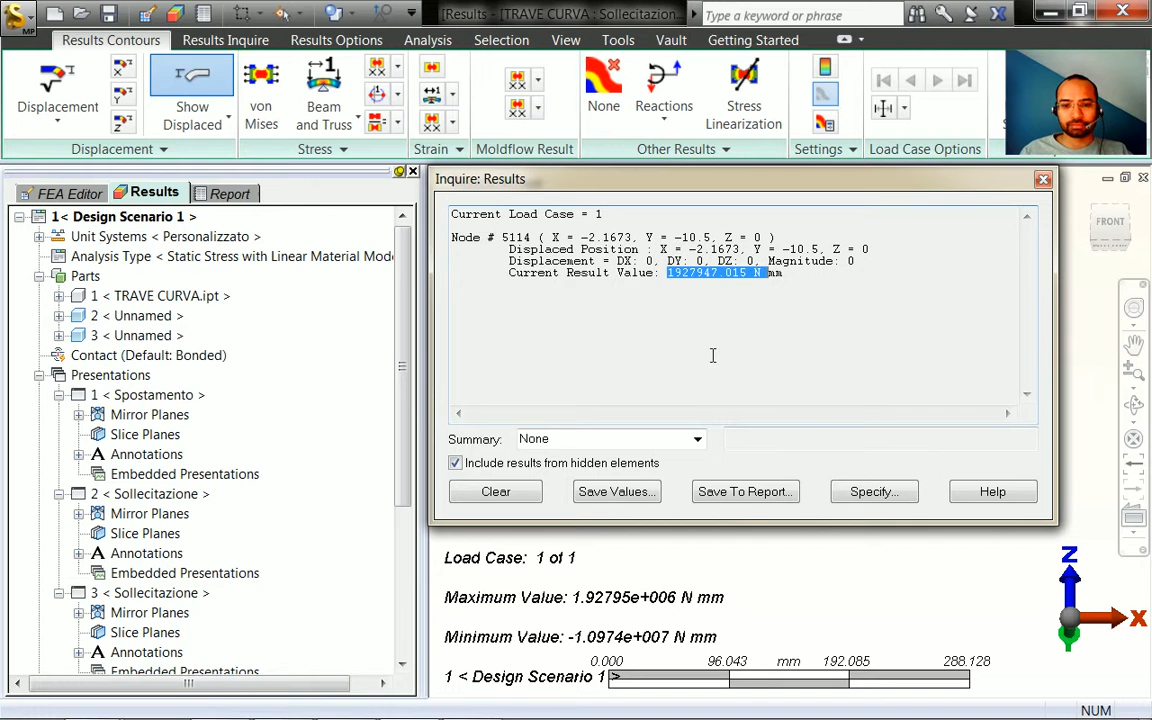 [Results - [TRAVE CURVA : Sollecitazion...
Type a keyword or phrase
MP
Results Contours
Results Inquire
Results Options
Analysis
Selection
View
Tools
Vault
Getting Started
Displacement
Show Displaced
von Mises
Beam and Truss
None
Reactions
Stress Linearization
Displacement
Stress
Strain
Moldflow Result
Other Results
Settings
Load Case Options
FEA Editor
Results
Report
1< Design Scenario 1 >
Unit Systems < Personalizzato >
Analysis Type < Static Stress with Linear Material Mode
Parts
1 < TRAVE CURVA.ipt >
2 < Unnamed >
3 < Unnamed >
Contact (Default: Bonded)
Presentations
1 < Spostamento >
Mirror Planes
Slice Planes
Annotations
Embedded Presentations
2 < Sollecitazione >
Mirror Planes
Slice Planes
Annotations
Embedded Presentations
3 < Sollecitazione >
Mirror Planes
Slice Planes
Annotations
Embedded Presentations
Inquire: Results
Current Load Case = 1
Node # 5114 ( X = -2.1673, Y = -10.5, Z = 0 )
Displaced Position : X = -2.1673, Y = -10.5, Z = 0
Displacement = DX: 0, DY: 0, DZ: 0, Magnitude: 0
Current Result Value: 1927947.015 N mm
Summary: None
Include results from hidden elements
Clear
Save Values...
Save To Report...
Specify...
Help
FRONT
Load Case: 1 of 1
Maximum Value: 1.92795e+006 N mm
Minimum Value: -1.0974e+007 N mm
0.000 96.043 mm 192.085 288.128
1 < Design Scenario 1 >
Z
X
NUM